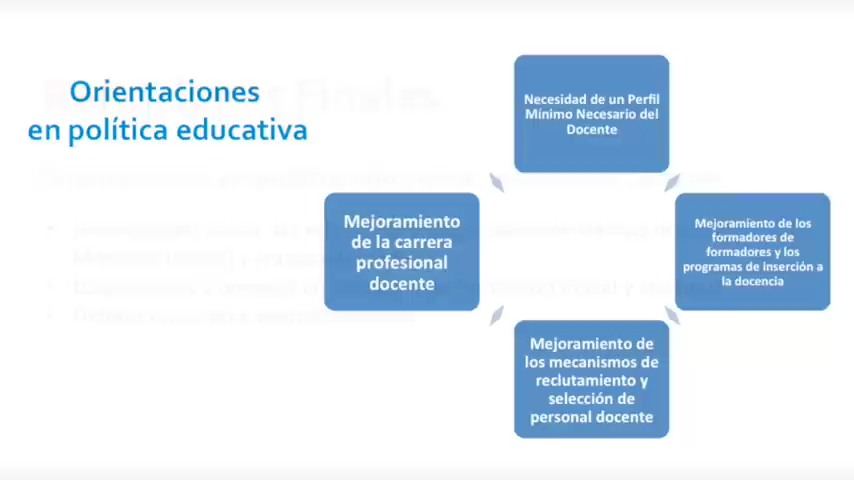 Orientaciones
en política educativa
Necesidad de un Perfil
Mínimo Necesario del
Docente
Mejoramiento
de la carrera
profesional
docente
Mejoramiento de los
formadores de
formadores y los
programas de inserción a
la docencia
Mejoramiento de
los mecanismos de
reclutamiento y
selección de
personal docente